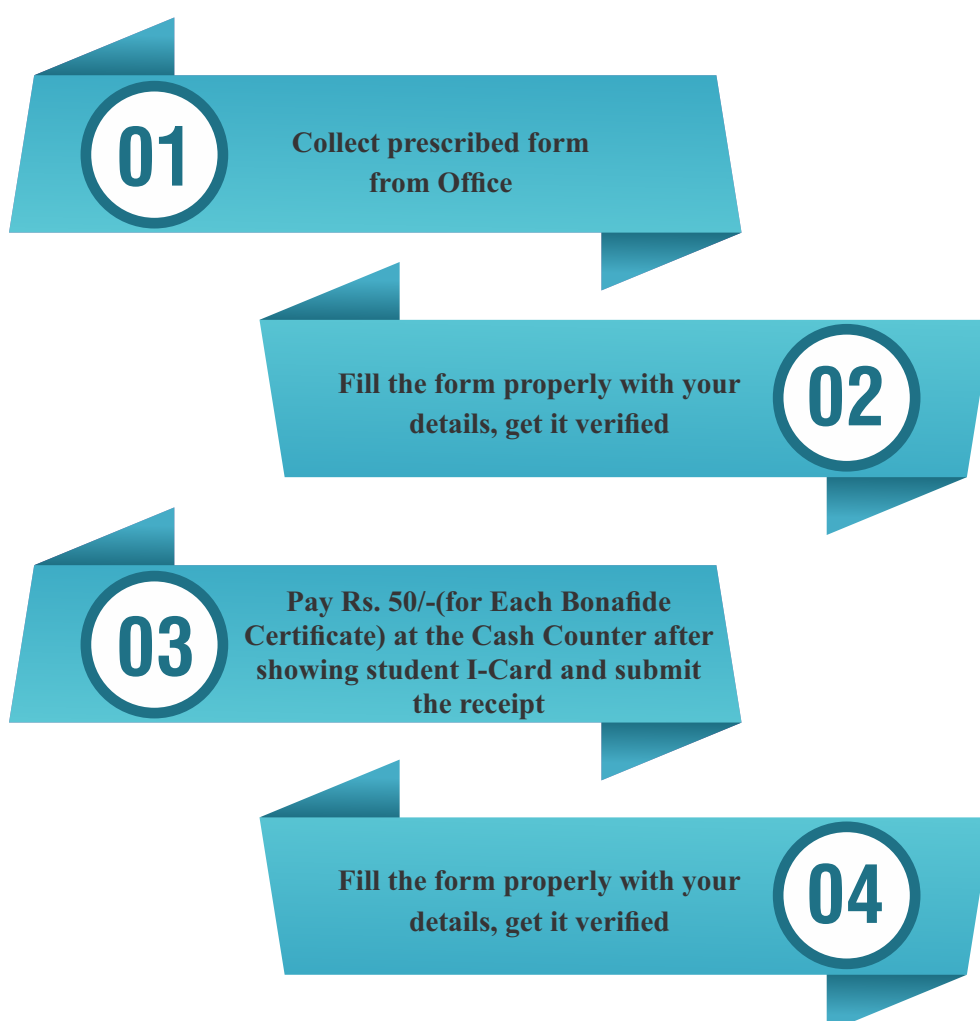 01
Collect prescribed form
from Office
Fill the form properly with your
details, get it verified
02
03
Pay Rs. 50/-(for Each Bonafide
Certificate) at the Cash Counter after
showing student I-Card and submit
the receipt
Fill the form properly with your
details, get it verified
04